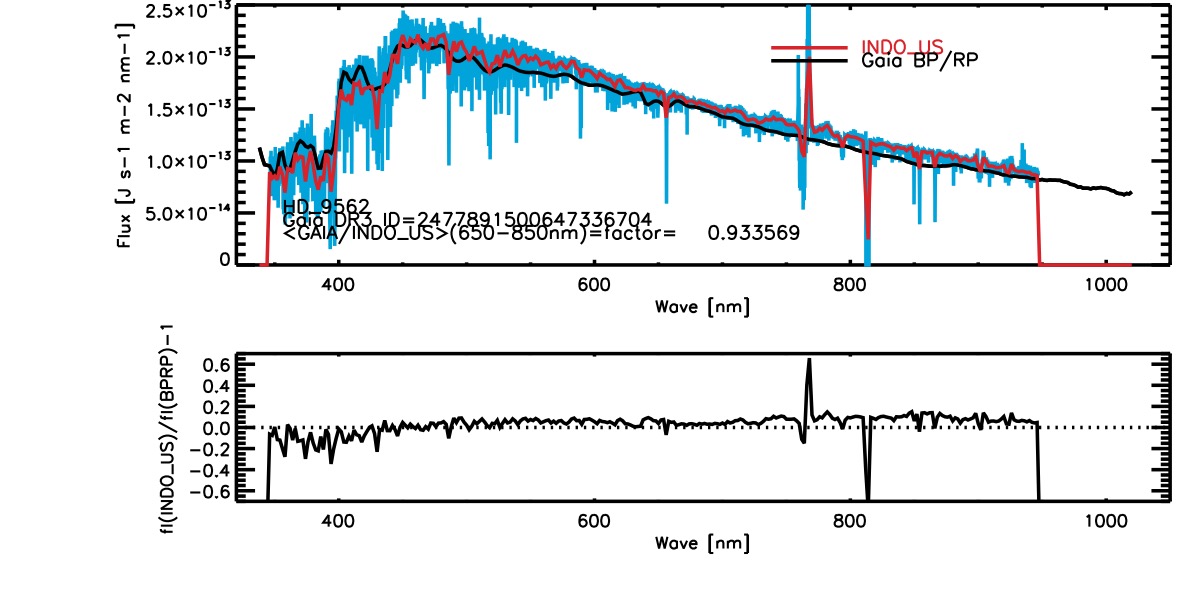 2.5×10−13
2.0×10−13
1.5×10−13
1.0×10−13
5.0×10−14
0
Flux [J s−1 m−2 nm−1]
INDO_US
Gaia BP/RP
HD_9562
Gaia DR3 ID=2477891500647336704
<GAIA/INDO_US>(650−850nm)=factor= 0.933569
400 600 800 1000
Wave [nm]
fl(INDO_US)/fl(BPRP)−1
0.6
0.4
0.2
0.0
−0.2
−0.4
−0.6
400 600 800 1000
Wave [nm]